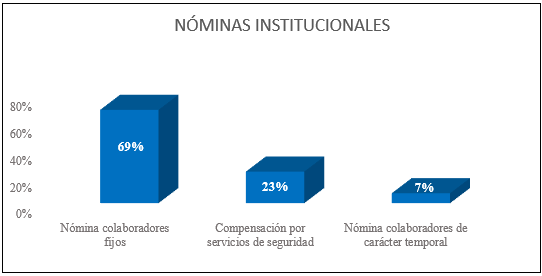 NÓMINAS INSTITUCIONALES
80%
60%
40%
20%
0%
69%
23%
7%
Nómina colaboradores
fijos
Compensación por
servicios de seguridad
Nómina colaboradores de
carácter temporal